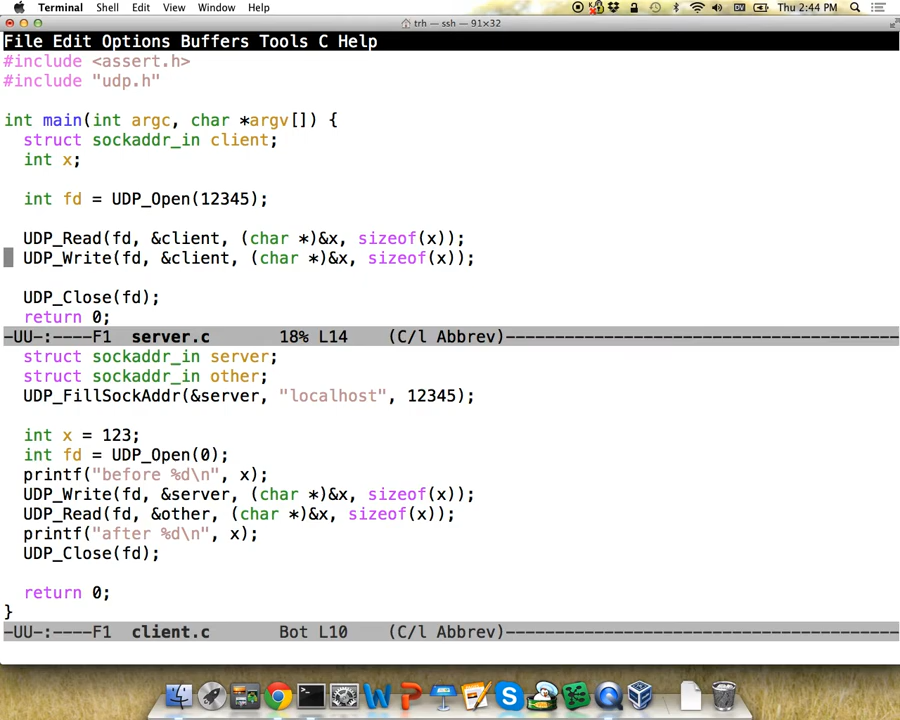 Terminal Shell Edit View Window Help Thu 2:44 PM
trh — ssh — 91×32
File Edit Options Buffers Tools C Help
#include <assert.h>
#include "udp.h"
int main(int argc, char *argv[]) {
struct sockaddr_in client;
int x;
int fd = UDP_Open(12345);
UDP_Read(fd, &client, (char *)&x, sizeof(x));
UDP_Write(fd, &client, (char *)&x, sizeof(x));
UDP_Close(fd);
return 0;
-UU-:----F1 server.c 18% L14 (C/l Abbrev)----------------------------------------
struct sockaddr_in server;
struct sockaddr_in other;
UDP_FillSockAddr(&server, "localhost", 12345);
int x = 123;
int fd = UDP_Open(0);
printf("before %d\n", x);
UDP_Write(fd, &server, (char *)&x, sizeof(x));
UDP_Read(fd, &other, (char *)&x, sizeof(x));
printf("after %d\n", x);
UDP_Close(fd);
return 0;
}
-UU-:----F1 client.c Bot L10 (C/l Abbrev)----------------------------------------